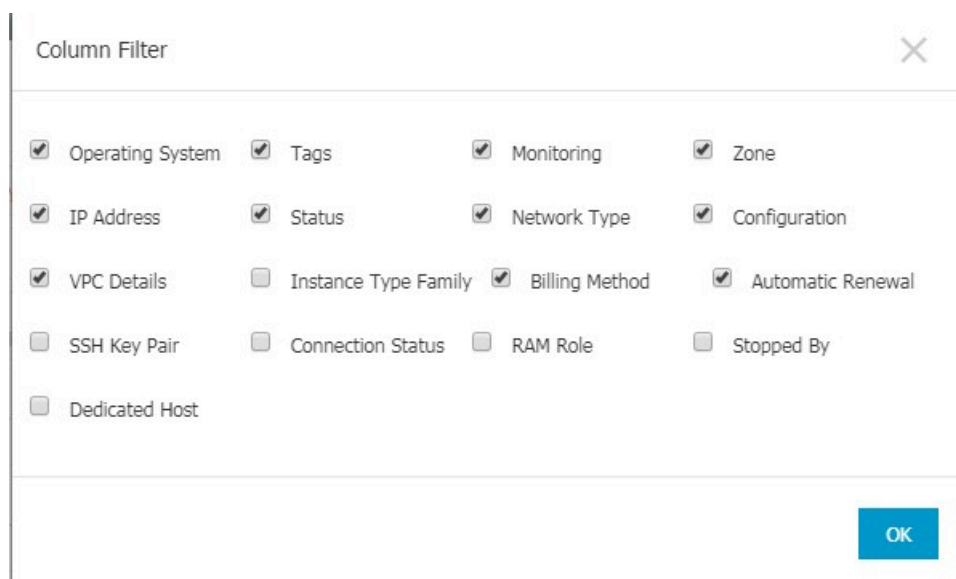 Column Filter
Operating System Tags Monitoring Zone
IP Address Status Network Type Configuration
VPC Details Instance Type Family Billing Method Automatic Renewal
SSH Key Pair Connection Status RAM Role Stopped By
Dedicated Host
OK